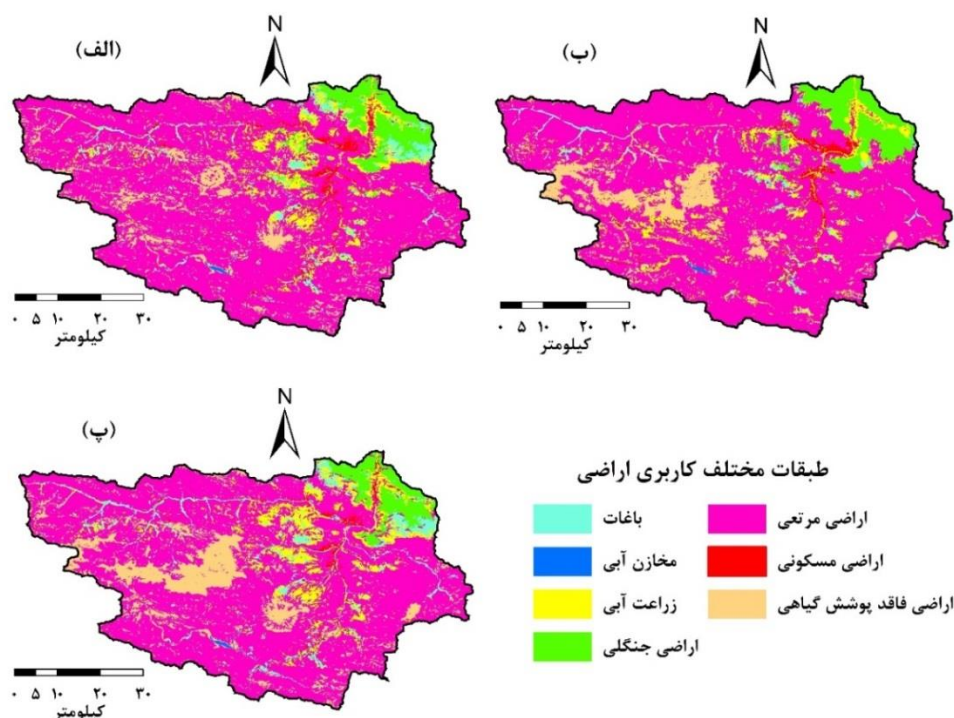 N
(الف)
۰ ۵ ۱۰ ۲۰ ۳۰
کیلومتر
N
(ب)
۰ ۵ ۱۰ ۲۰ ۳۰
کیلومتر
N
(پ)
۰ ۵ ۱۰ ۲۰ ۳۰
کیلومتر
طبقات مختلف کاربری اراضی
اراضی مرتعی
باغات
اراضی مسکونی
مخازن آبی
اراضی فاقد پوشش گیاهی
زراعت آبی
اراضی جنگلی